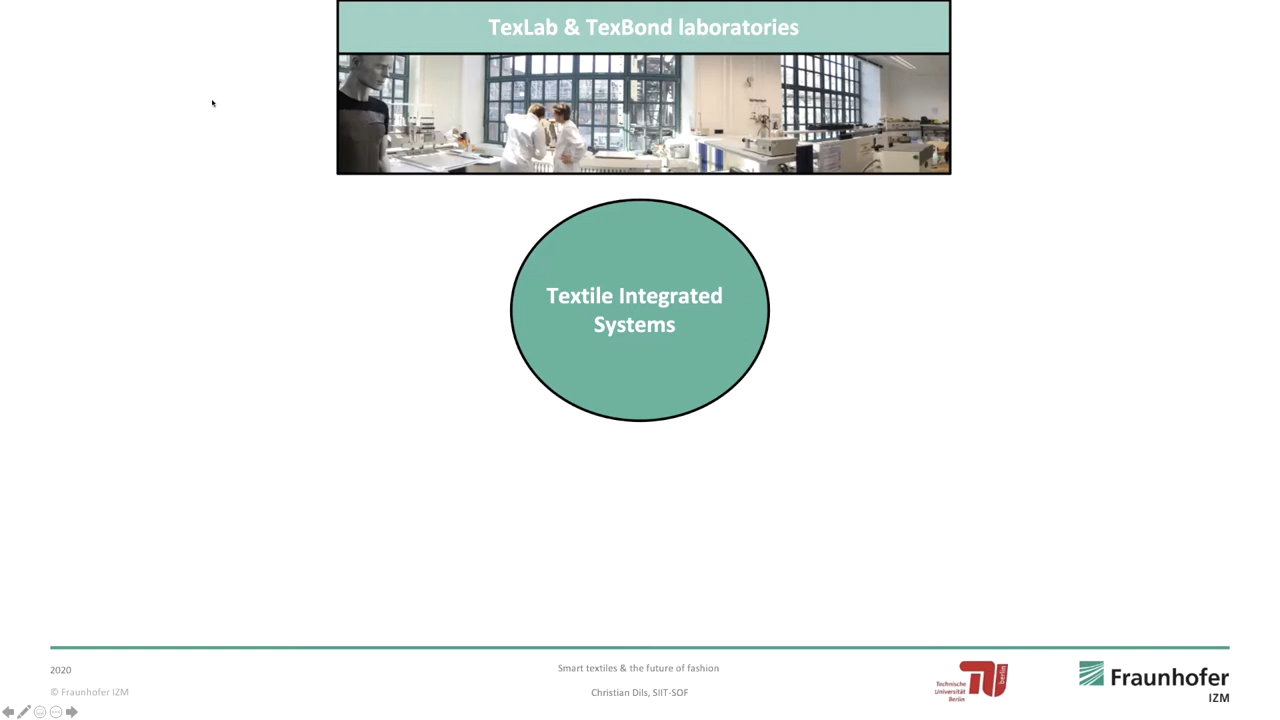 TexLab & TexBond laboratories
Textile Integrated
Systems
2020
© Fraunhofer IZM
Smart textiles & the future of fashion
Christian Dils, SIIT-SOF
Technische
Universität
Berlin
berlin
Fraunhofer
IZM